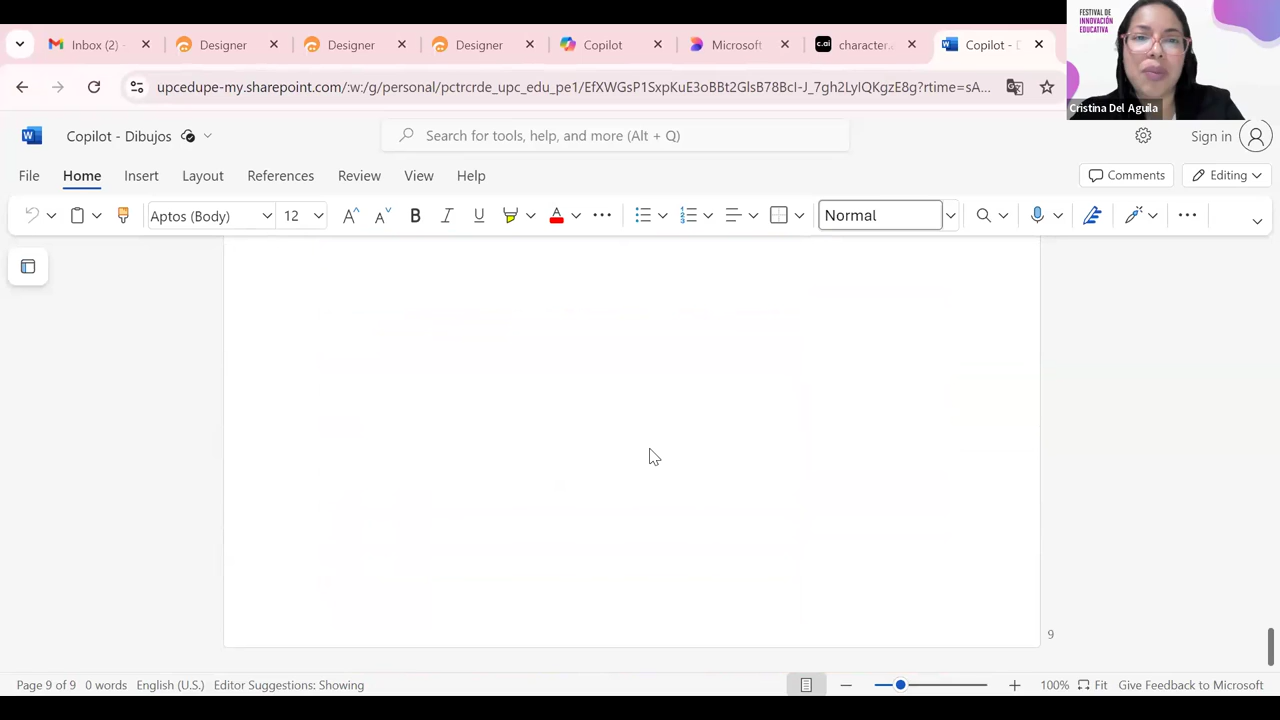 FESTIVAL DE
INNOVACIÓN
EDUCATIVA
Cristina Del Aguila
Inbox (2)
Designer
Designer
Designer
Copilot
Microsoft
c.ai character.
Copilot - D
upcedupe-my.sharepoint.com/:w:/g/personal/pctrcrde_upc_edu_pe1/EfXWGsP1SxpKuE3oBBt2GlsB78BcI-J_7gh2LyIQKgzE8g?rtime=sA...
Copilot - Dibujos
Search for tools, help, and more (Alt + Q)
Sign in
File Home Insert Layout References Review View Help
Comments
Editing
Aptos (Body) 12 A A B I U A Normal
9
Page 9 of 9 0 words English (U.S.) Editor Suggestions: Showing
100% Fit Give Feedback to Microsoft